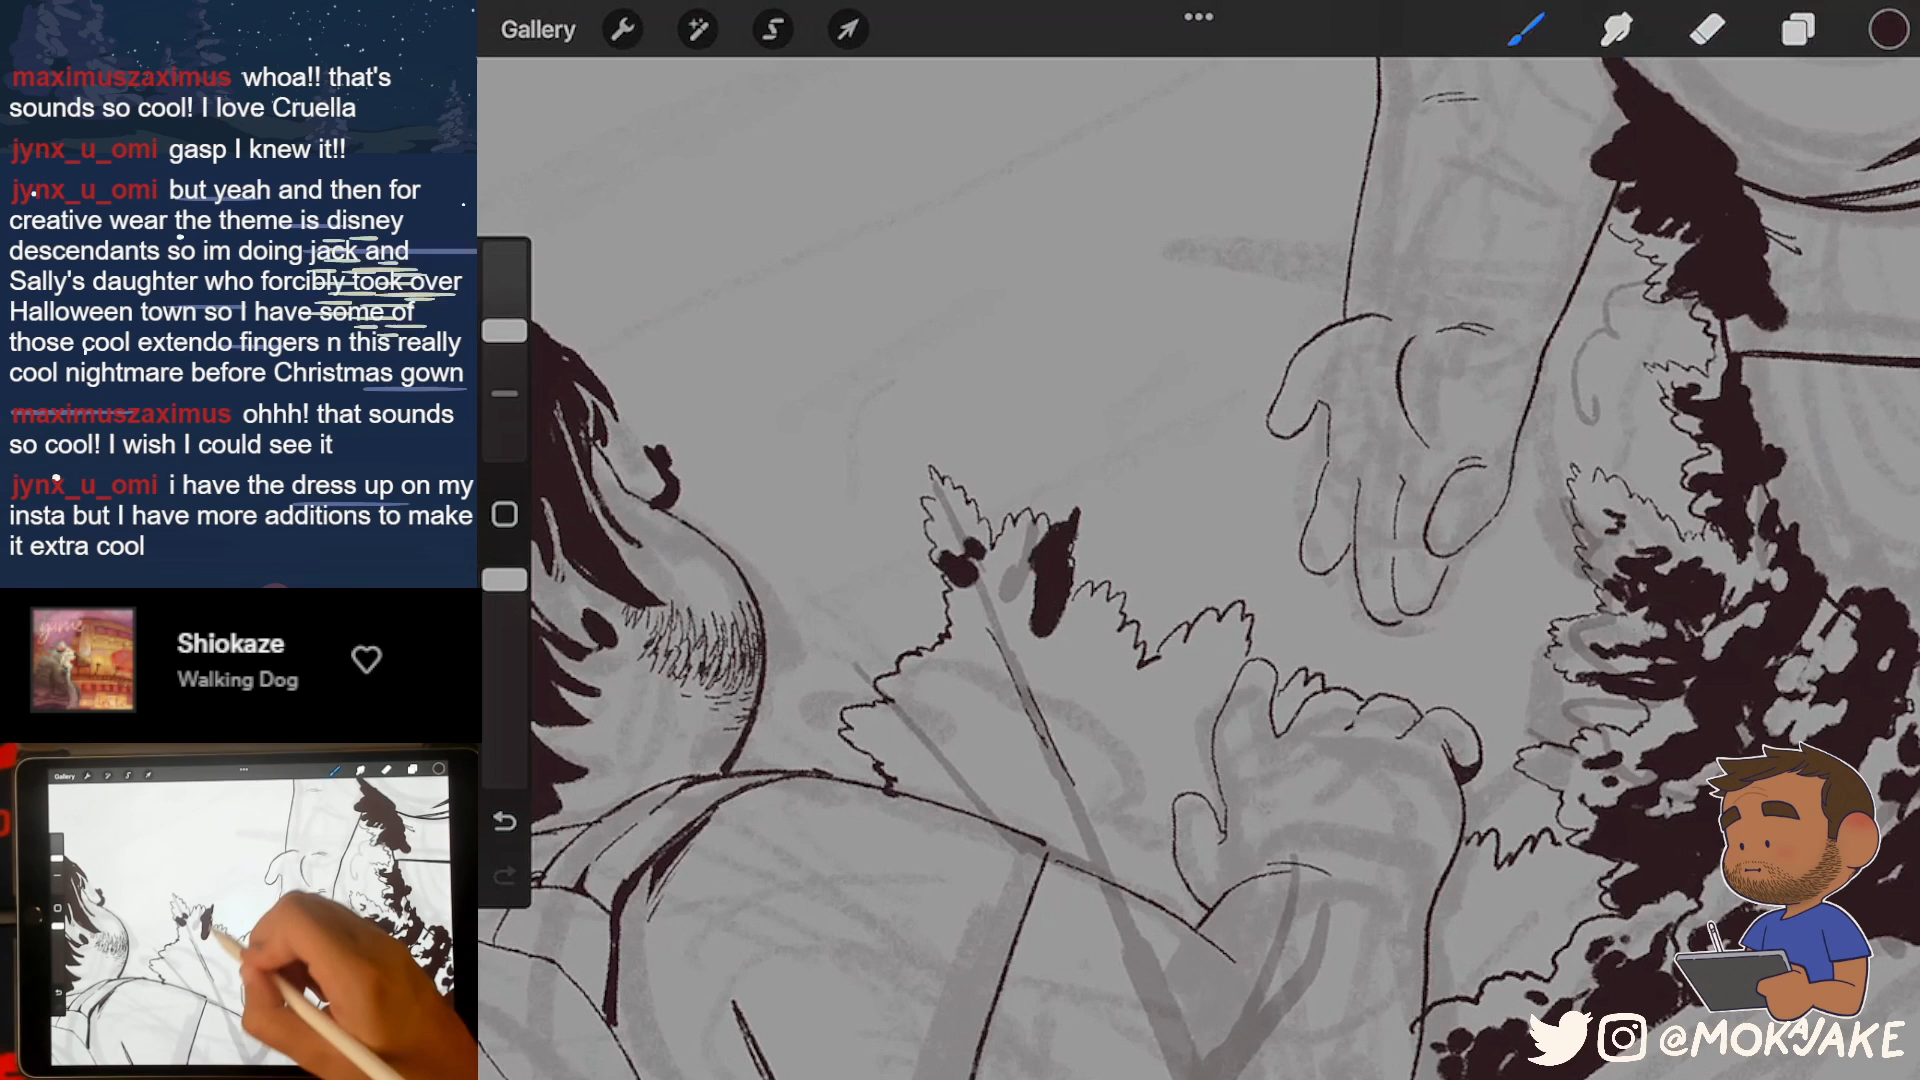 maximuszaximus whoa!! that's
sounds so cool! I love Cruella
jynx_u_omi gasp I knew it!!
jynx_u_omi but yeah and then for
creative wear the theme is disney
descendants so im doing jack and
Sally's daughter who forcibly took over
Halloween town so I have some of
those cool extendo fingers n this really
cool nightmare before Christmas gown
maximuszaximus ohhh! that sounds
so cool! I wish I could see it
jynx_u_omi i have the dress up on my
insta but I have more additions to make
it extra cool
Shiokaze
Walking Dog
Gallery
Gallery
@MOKAJAKE